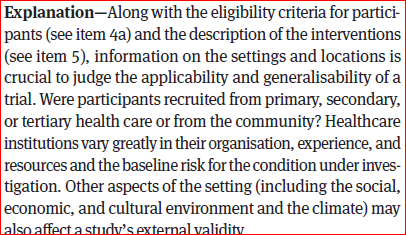 Explanation—Along with the eligibility criteria for partici-
pants (see item 4a) and the description of the interventions
(see item 5), information on the settings and locations is
crucial to judge the applicability and generalisability of a
trial. Were participants recruited from primary, secondary,
or tertiary health care or from the community? Healthcare
institutions vary greatly in their organisation, experience, and
resources and the baseline risk for the condition under inves-
tigation. Other aspects of the setting (including the social,
economic, and cultural environment and the climate) may
also affect a study's external validity